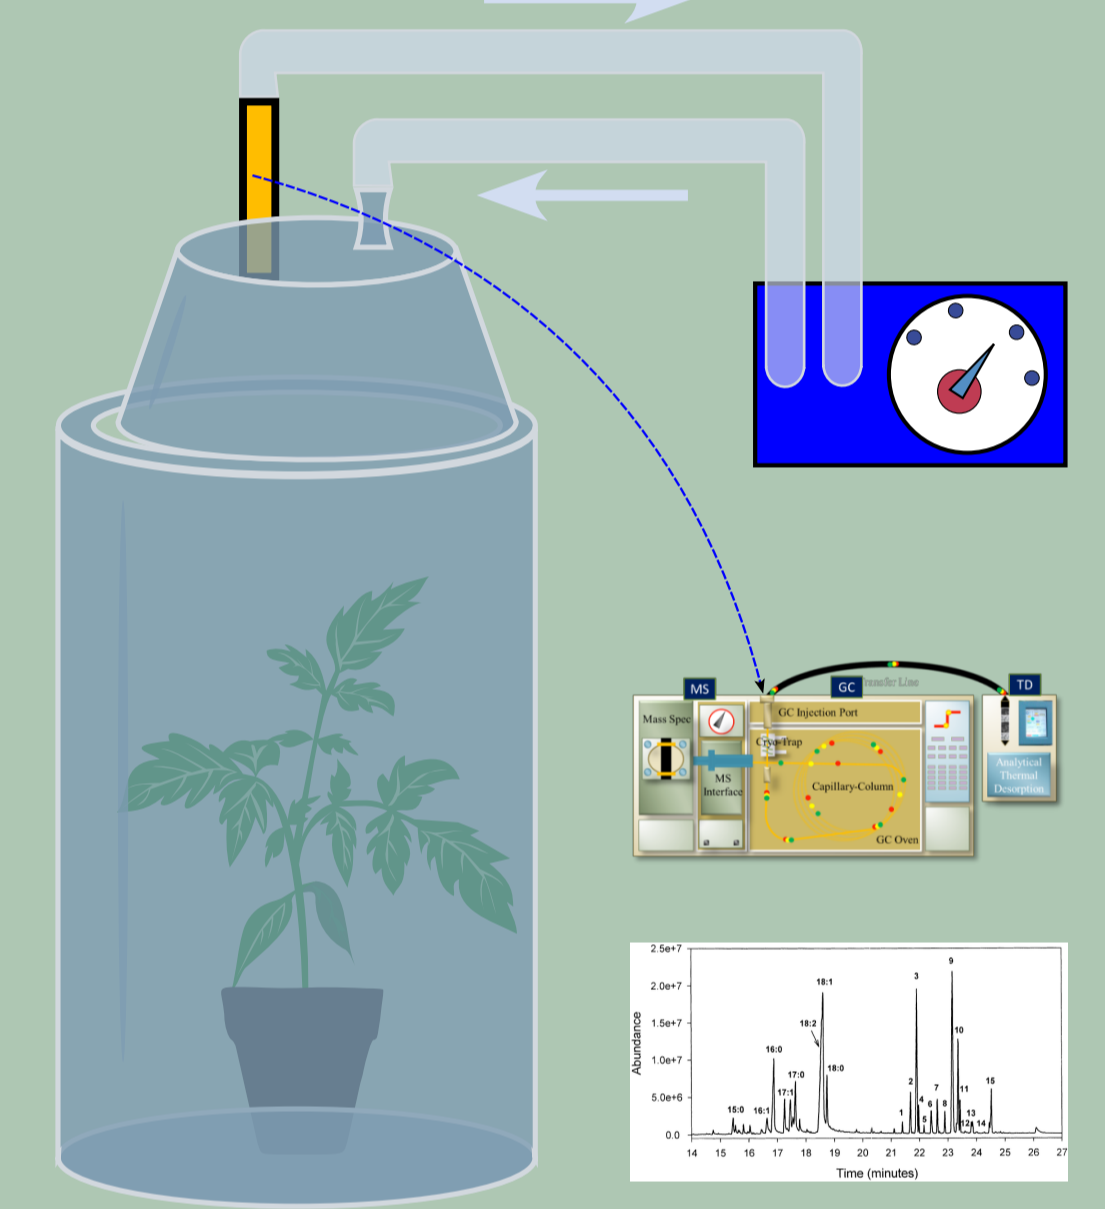 MS
GC
Transfer Line
TD
Mass Spec
GC Injection Port
Cryo-Trap
MS
Interface
Capillary-Column
GC Oven
Analytical
Thermal
Desorption
2.5e+7
2.0e+7
1.5e+7
1.0e+7
5.0e+6
0.0
Abundance
15:0
16:1
16:0
17:1
17:0
18:2
18:1
18:0
1
2
3
4
5
6
7
8
9
10
11
12
13
14
15
14 15 16 17 18 19 20 21 22 23 24 25 26 27
Time (minutes)